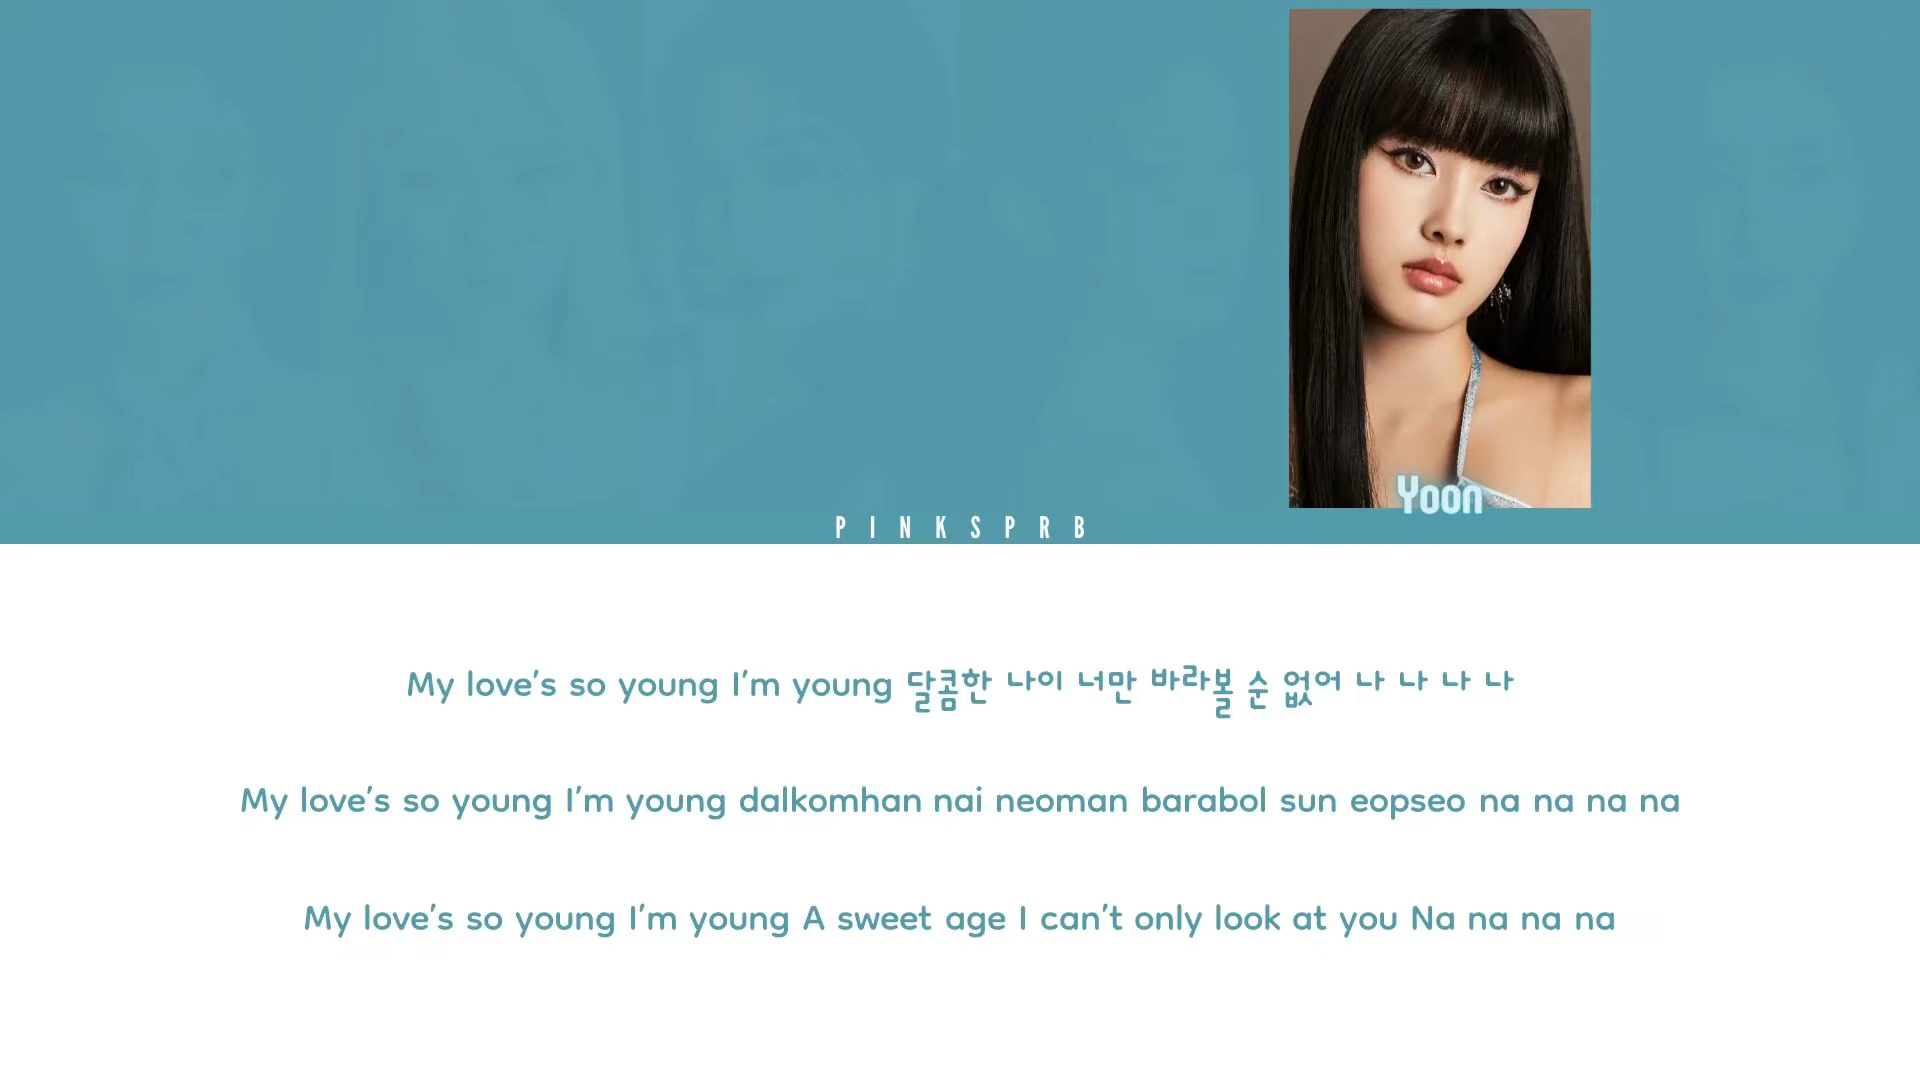 Yoon
PINKSPRB
My love's so young I'm young 달콤한 나이 너만 바라볼 순 없어 나 나 나 나
My love's so young I'm young dalkomhan nai neoman barabol sun eopseo na na na na
My love's so young I'm young A sweet age I can't only look at you Na na na na